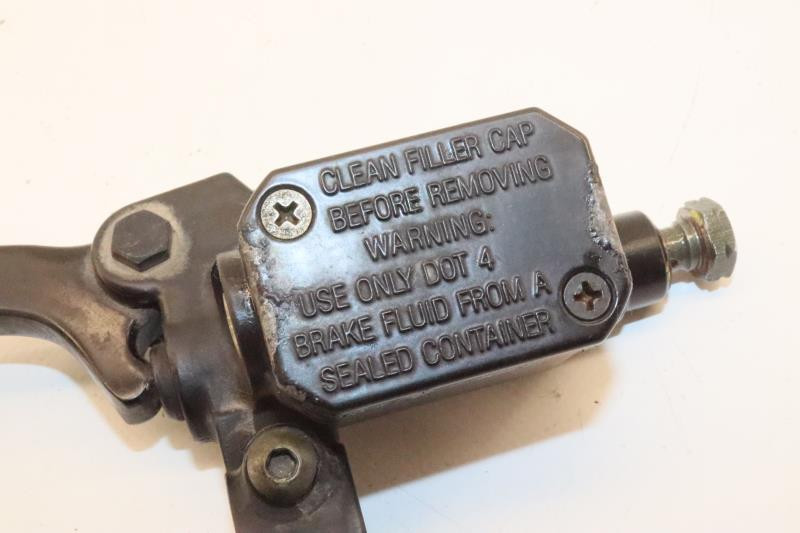 CLEAN FILLER CAP
BEFORE REMOVING
WARNING:
USE ONLY DOT 4
BRAKE FLUID FROM A
SEALED CONTAINER